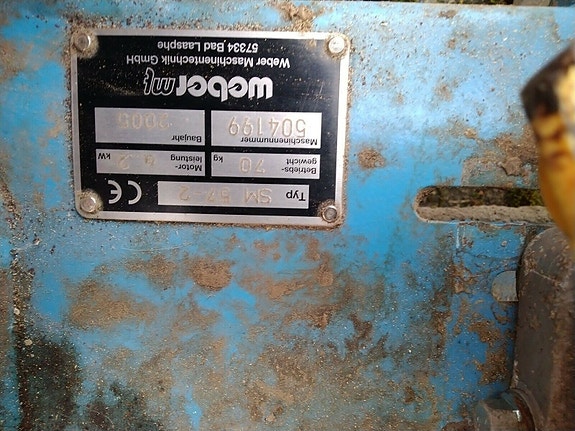 Typ SM CE
Betriebs- Motor-
gewicht 70 kg leistung kW
Maschinennummer Baujahr
504199 2005
weber mt
Weber Maschinentechnik GmbH
57334 Bad Laasphe